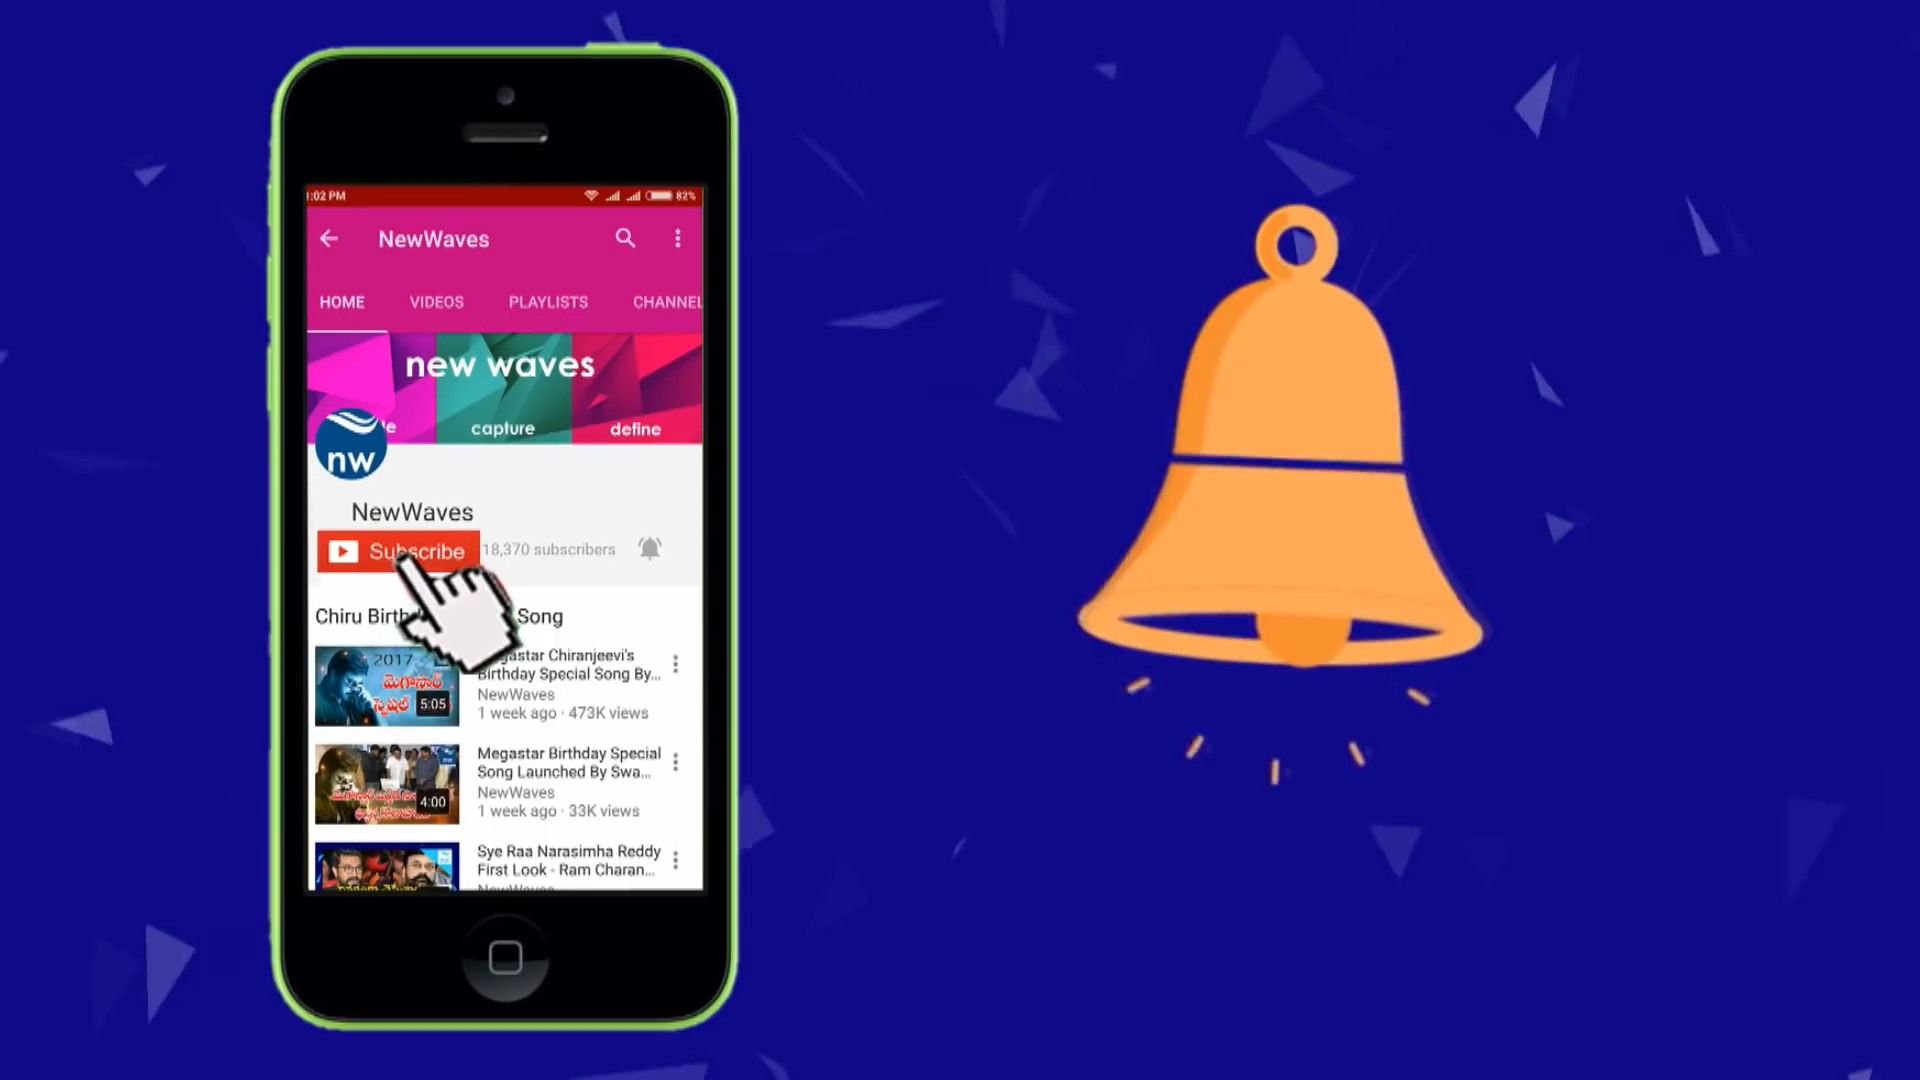 1:02 PM 82%
NewWaves
HOME VIDEOS PLAYLISTS CHANNEL
new waves
capture define
nw
NewWaves
Subscribe 18,370 subscribers
Chiru Song
2017
మెగాస్టార్
స్పెషల్
5:05
Chiranjeevi's
Birthday Special Song By...
NewWaves
1 week ago · 473K views
4:00
Megastar Birthday Special
Song Launched By Swa...
NewWaves
1 week ago · 33K views
Sye Raa Narasimha Reddy
First Look - Ram Charan...
NewWaves